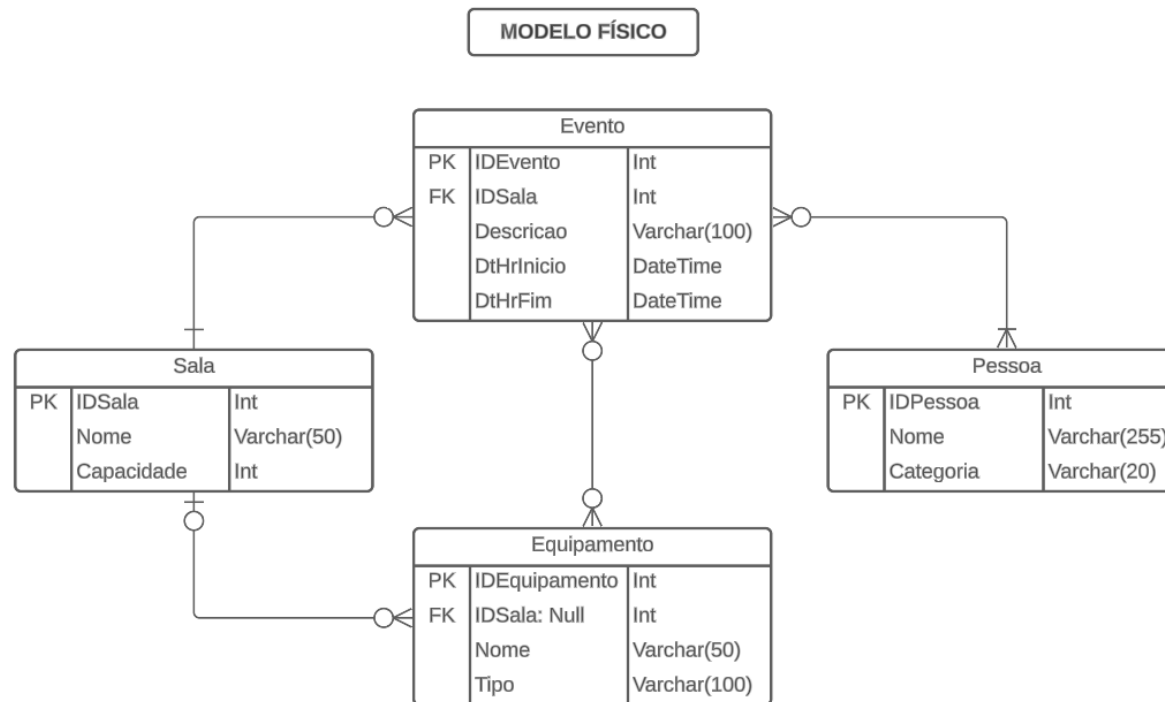 MODELO FÍSICO
Evento
PK IDEvento Int
FK IDSala Int
Descricao Varchar(100)
DtHrInicio DateTime
DtHrFim DateTime
Sala
PK IDSala Int
Nome Varchar(50)
Capacidade Int
Pessoa
PK IDPessoa Int
Nome Varchar(255)
Categoria Varchar(20)
Equipamento
PK IDEquipamento Int
FK IDSala: Null Int
Nome Varchar(50)
Tipo Varchar(100)